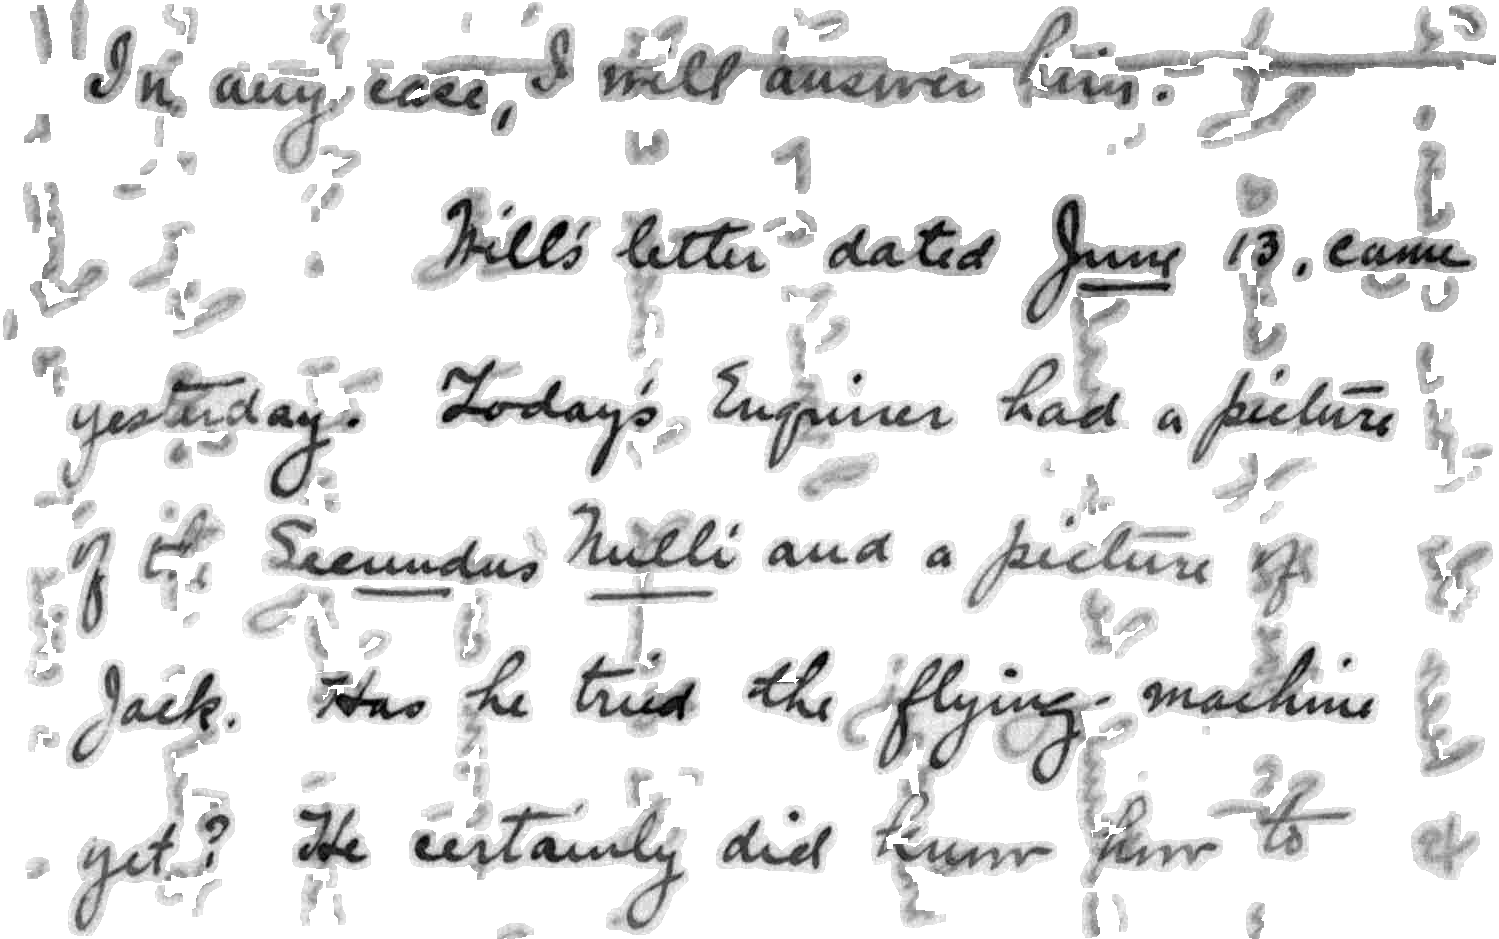 In any case, I will answer him.
Will's letter dated June 13, came
yesterday. Today's Enquirer had a picture
of the Secundus Nulli and a picture of
Jack. Has he tried the flying machine
yet? He certainly did know how to